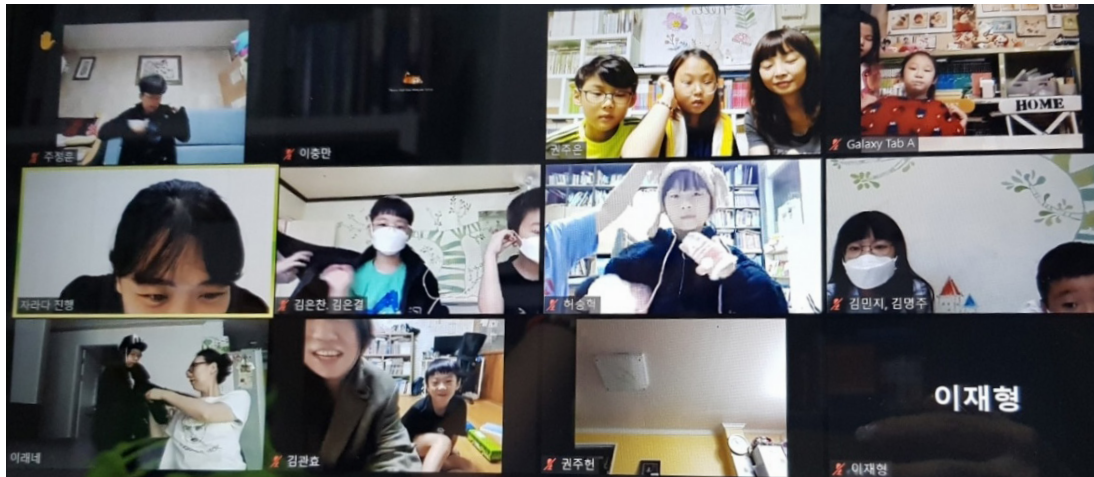 주정훈
이충만
권주은
HOME
Galaxy Tab A
자라다 진행
김은찬, 김은결
허승혁
김민지, 김명주
이래네
김관효
권주헌
이재형
이재형